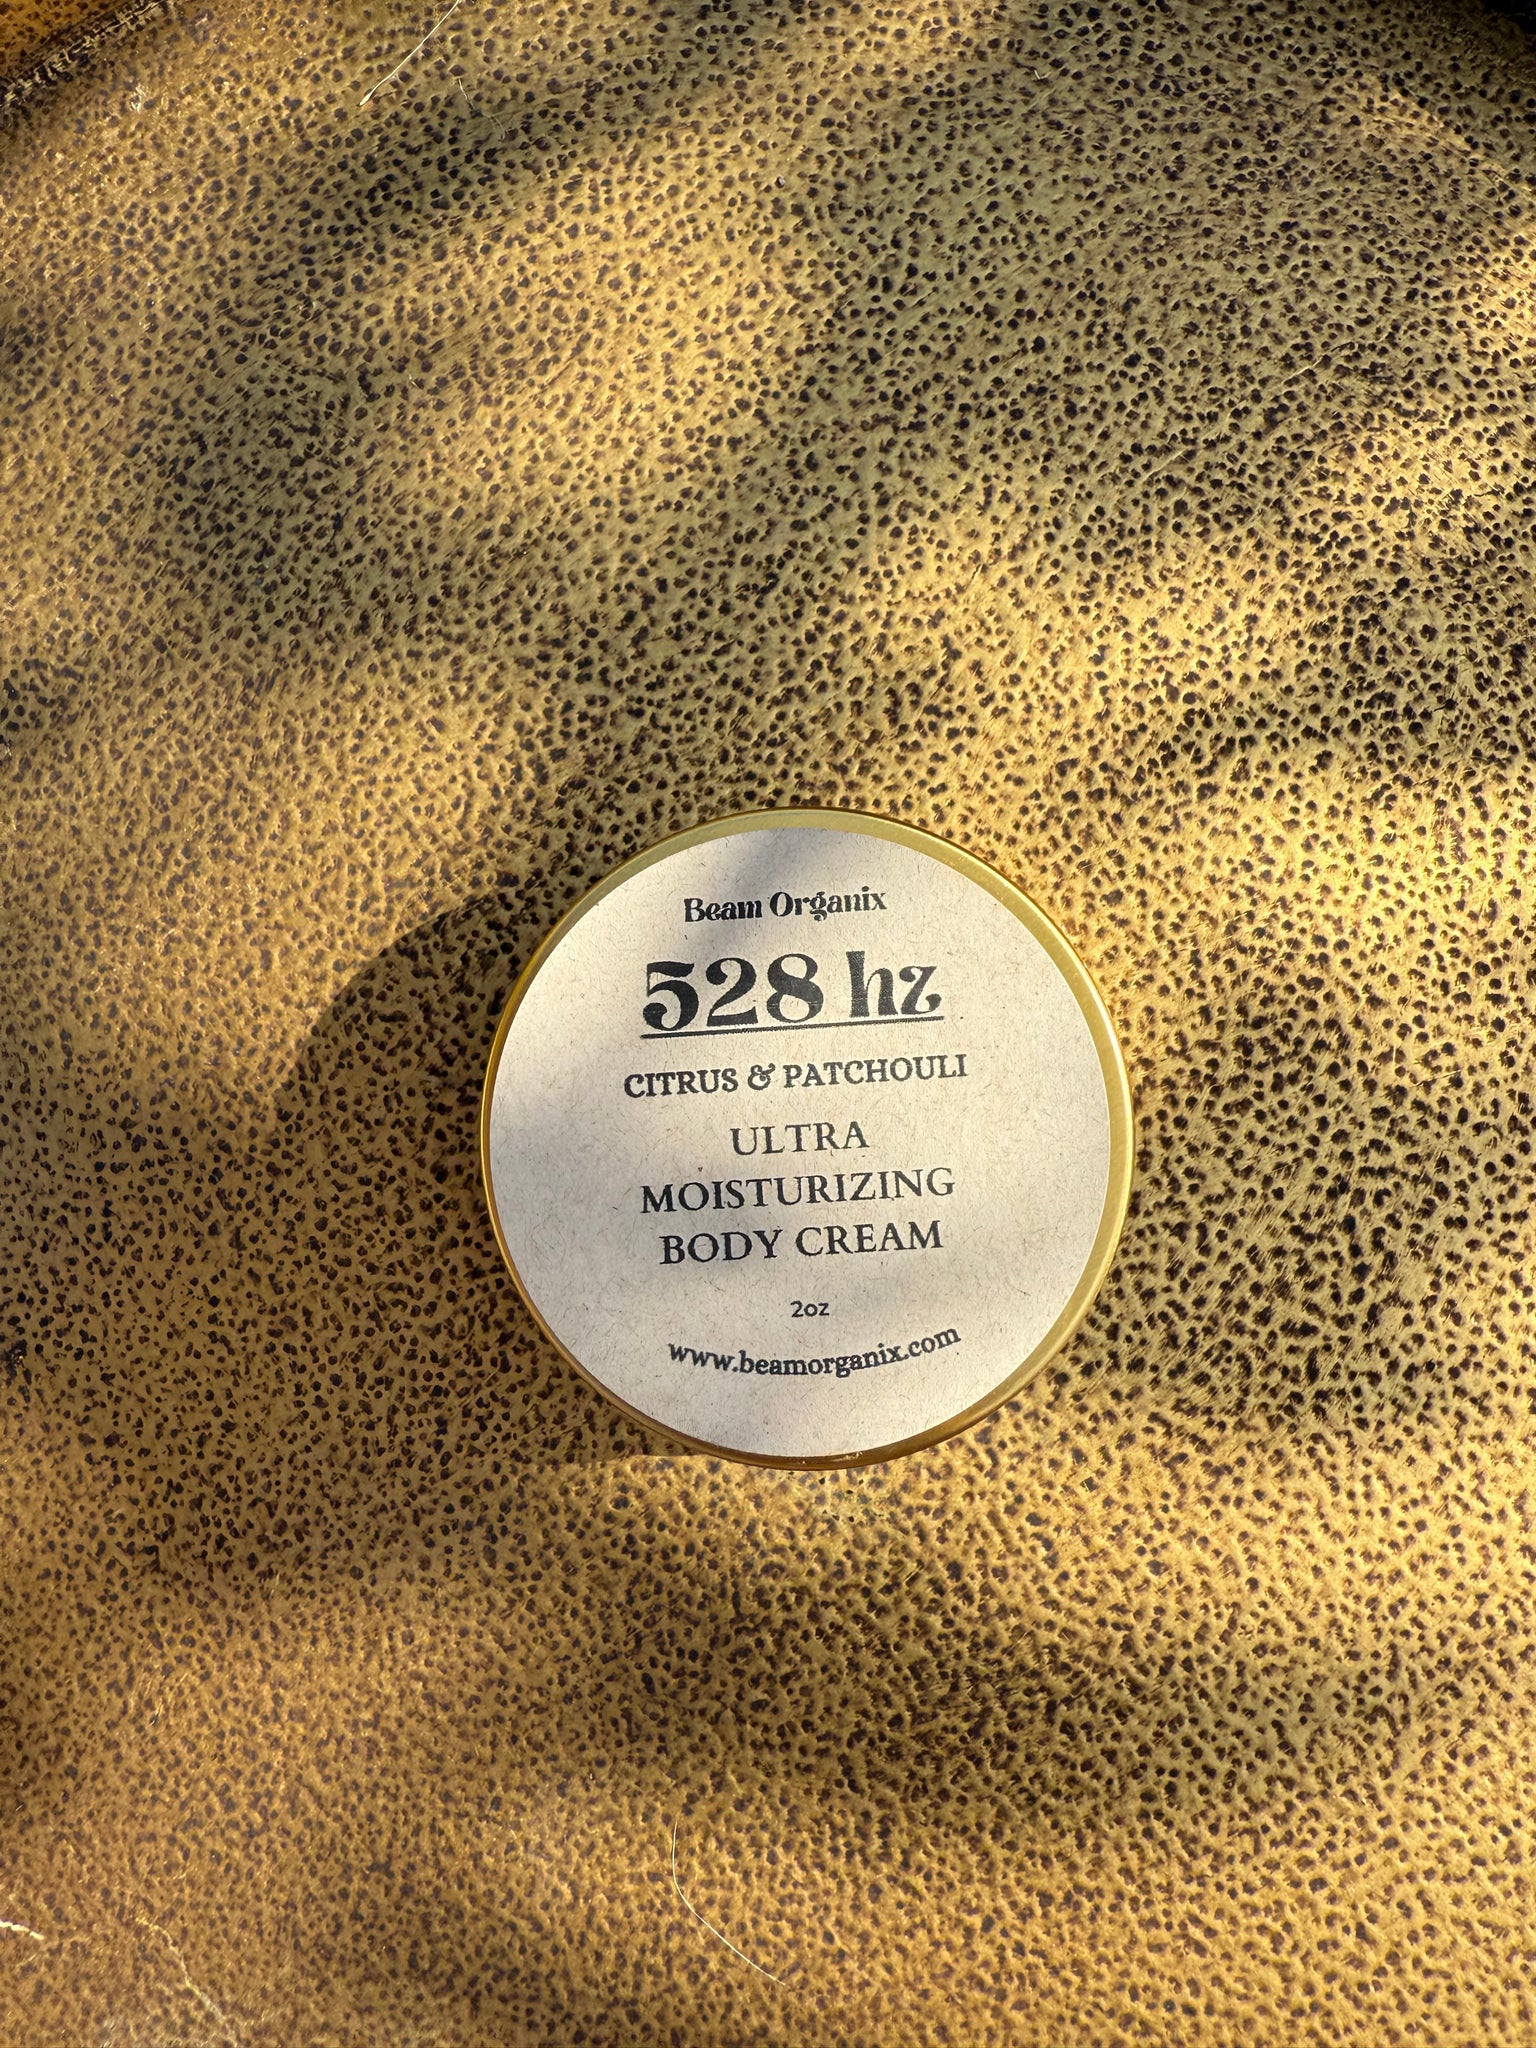 Beam Organix
528 hz
CITRUS & PATCHOULI
ULTRA
MOISTURIZING
BODY CREAM
2oz
www.beamorganix.com